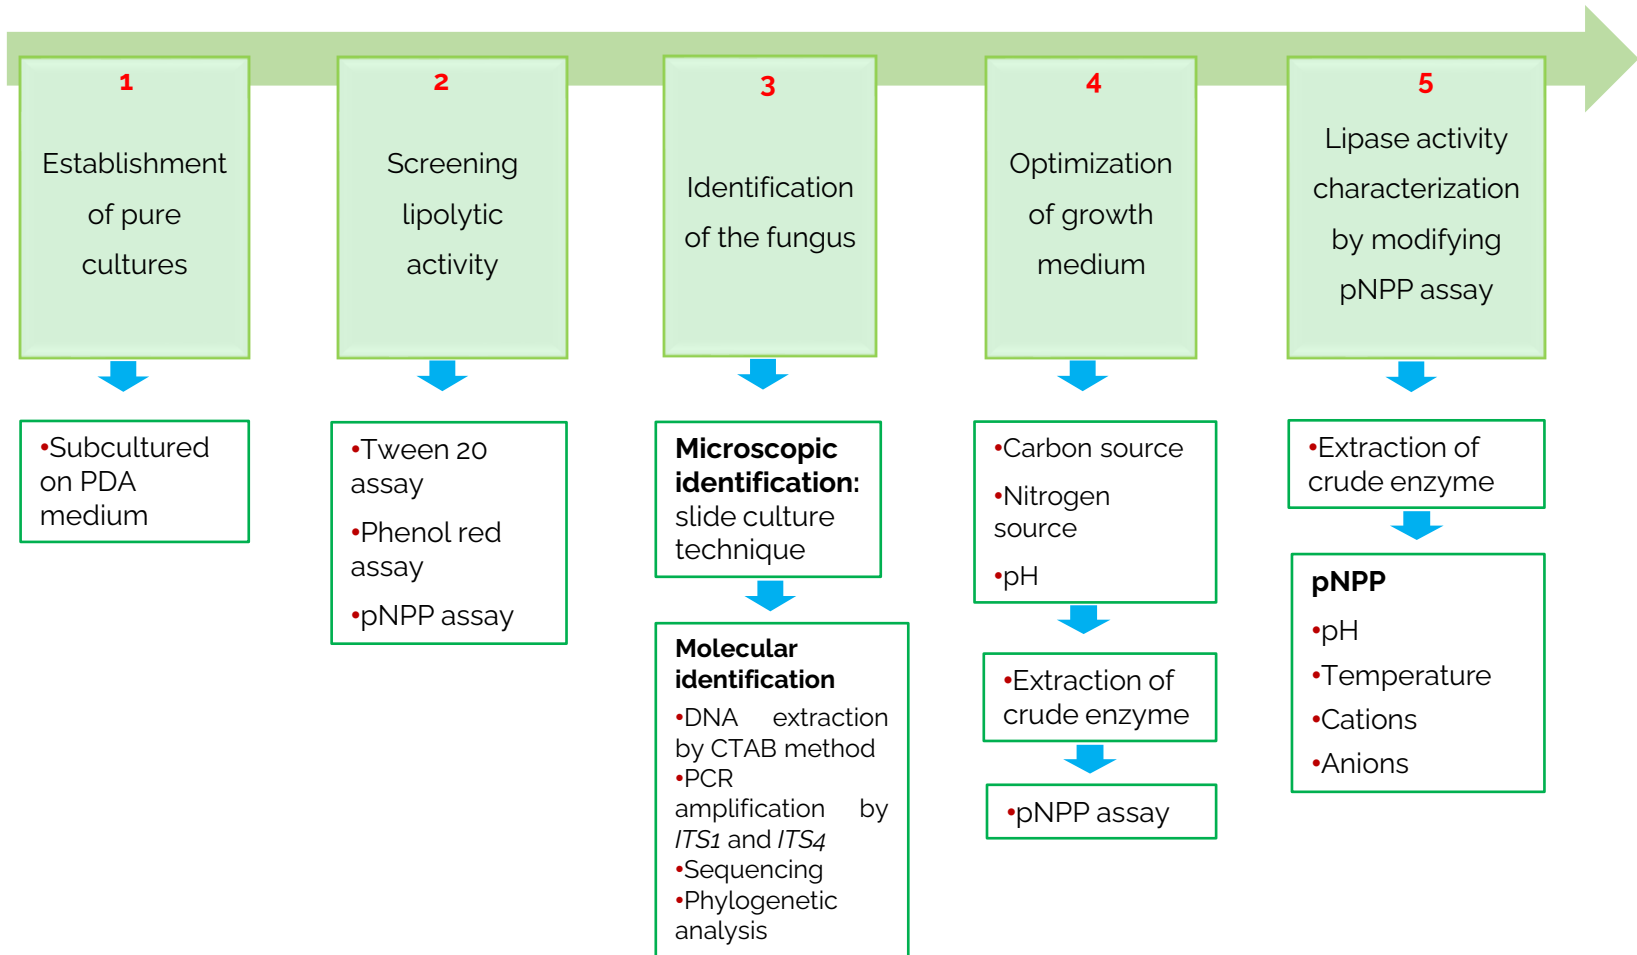 1
Establishment
of pure
cultures
•Subcultured
on PDA
medium
2
Screening
lipolytic
activity
•Tween 20
assay
•Phenol red
assay
•pNPP assay
3
Identification
of the fungus
Microscopic
identification:
slide culture
technique
Molecular
identification
•DNA extraction
by CTAB method
•PCR
amplification by
ITS1 and ITS4
•Sequencing
•Phylogenetic
analysis
4
Optimization
of growth
medium
•Carbon source
•Nitrogen
source
•pH
•Extraction of
crude enzyme
•pNPP assay
5
Lipase activity
characterization
by modifying
pNPP assay
•Extraction of
crude enzyme
pNPP
•pH
•Temperature
•Cations
•Anions